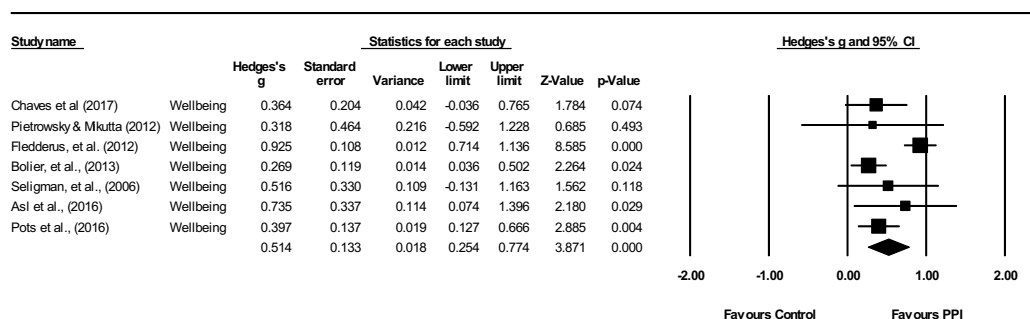 Study name Statistics for each study Hedges's g and 95% CI
Hedges's Standard Lower Upper
g error Variance limit limit Z-Value p-Value
Chaves et al (2017) Wellbeing 0.364 0.204 0.042 -0.036 0.765 1.784 0.074
Pietrowsky & Mikutta (2012) Wellbeing 0.318 0.464 0.216 -0.592 1.228 0.685 0.493
Fledderus, et al. (2012) Wellbeing 0.925 0.108 0.012 0.714 1.136 8.585 0.000
Bolier, et al., (2013) Wellbeing 0.269 0.119 0.014 0.036 0.502 2.264 0.024
Seligman, et al., (2006) Wellbeing 0.516 0.330 0.109 -0.131 1.163 1.562 0.118
Asl et al., (2016) Wellbeing 0.735 0.337 0.114 0.074 1.396 2.180 0.029
Pots et al., (2016) Wellbeing 0.397 0.137 0.019 0.127 0.666 2.885 0.004
0.514 0.133 0.018 0.254 0.774 3.871 0.000
-2.00 -1.00 0.00 1.00 2.00
Favours Control Favours PPI